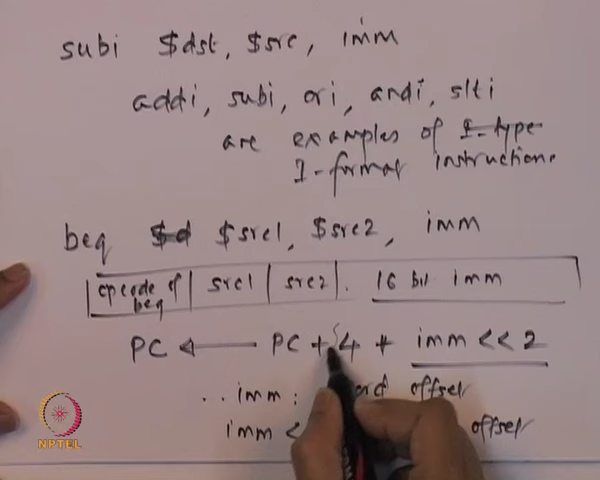 subi $dst, $src, imm
addi, subi, ori, andi, slti
are examples of I-type
I-format instructions
beq $d $src1, $src2, imm
opcode of beq | src1 | src2 | 16 bit imm
PC ← PC + 4 + imm << 2
imm : offset
imm < offset
NPTEL